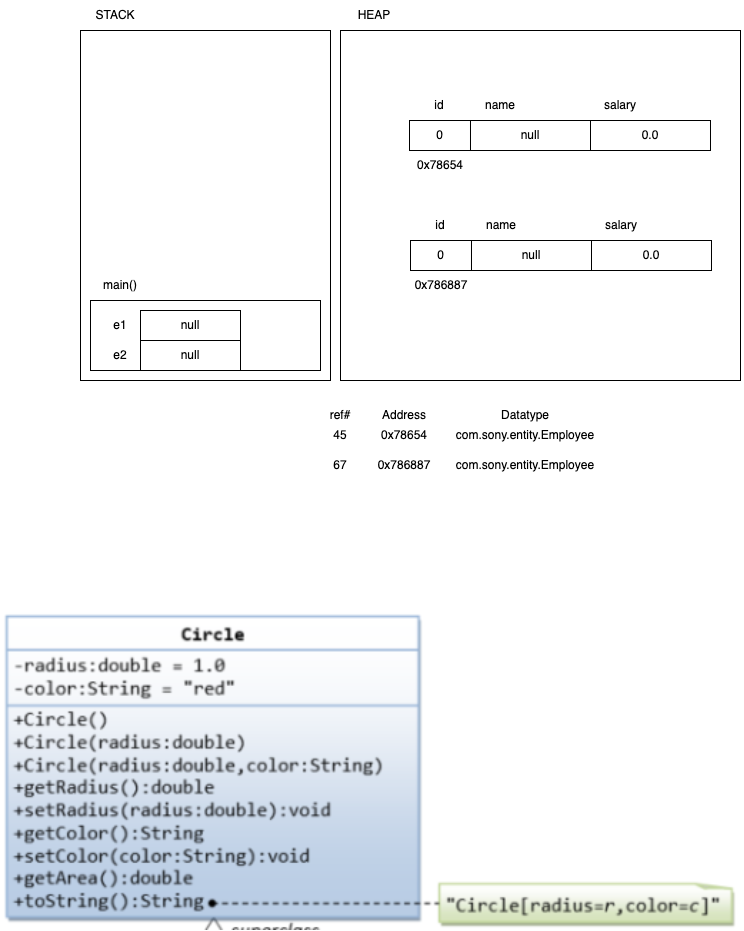 STACK HEAP
id name salary
0 null 0.0
0x78654
id name salary
0 null 0.0
0x786887
main()
e1 null
e2 null
ref# Address Datatype
45 0x78654 com.sony.entity.Employee
67 0x786887 com.sony.entity.Employee
Circle
-radius:double = 1.0
-color:String = "red"
+Circle()
+Circle(radius:double)
+Circle(radius:double,color:String)
+getRadius():double
+setRadius(radius:double):void
+getColor():String
+setColor(color:String):void
+getArea():double
+toString():String "Circle[radius=r,color=c]"
superclass